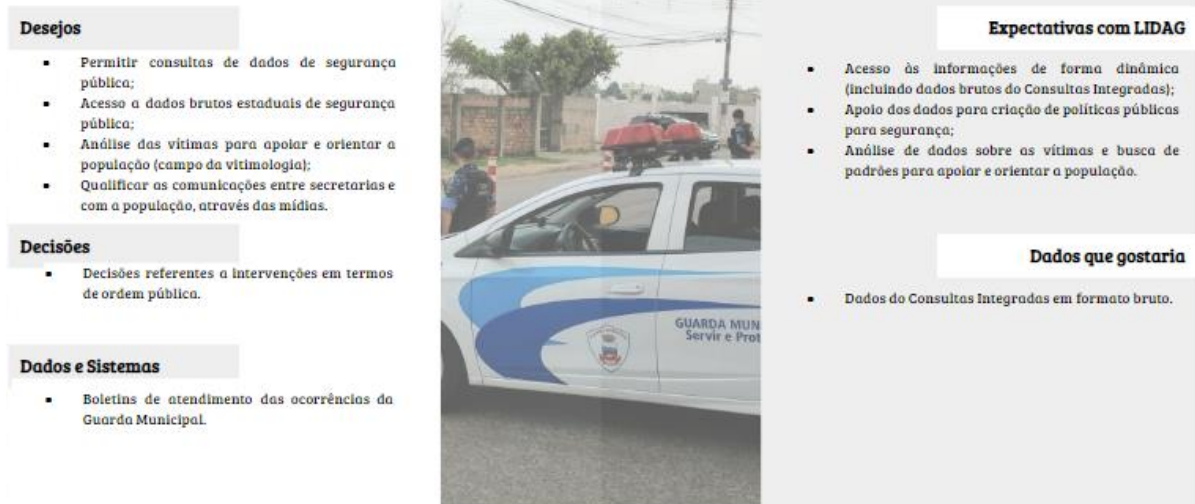 Desejos
▪ Permitir consultas de dados de segurança
pública;
▪ Acesso a dados brutos estaduais de segurança
pública;
▪ Análise das vítimas para apoiar e orientar a
população (campo da vitimologia);
▪ Qualificar as comunicações entre secretarias e
com a população, através das mídias.
Decisões
▪ Decisões referentes a intervenções em termos
de ordem pública.
Dados e Sistemas
▪ Boletins de atendimento das ocorrências da
Guarda Municipal.
GUARDA MUN
Servir e Prot
Expectativas com LIDAG
▪ Acesso às informações de forma dinâmica
(incluindo dados brutos do Consultas Integradas);
▪ Apoio dos dados para criação de políticas públicas
para segurança;
▪ Análise de dados sobre as vítimas e busca de
padrões para apoiar e orientar a população.
Dados que gostaria
▪ Dados do Consultas Integradas em formato bruto.